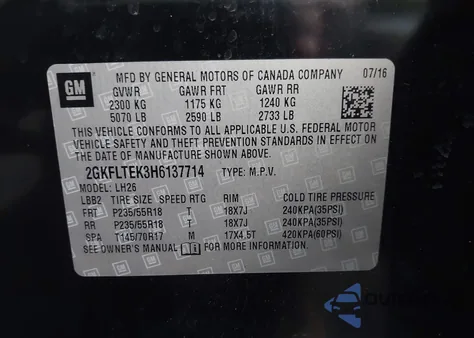 GM MFD BY GENERAL MOTORS OF CANADA COMPANY 07/16
GVWR GAWR FRT GAWR RR
2300 KG 1175 KG 1240 KG
5070 LB 2590 LB 2733 LB
THIS VEHICLE CONFORMS TO ALL APPLICABLE U.S. FEDERAL MOTOR
VEHICLE SAFETY AND THEFT PREVENTION STANDARDS IN EFFECT ON
THE DATE OF MANUFACTURE SHOWN ABOVE.
2GKFLTEK3H6137714 TYPE: M.P.V.
MODEL: LH26
LBB2 TIRE SIZE SPEED RTG RIM COLD TIRE PRESSURE
FRT P235/55R18 T 18X7J 240KPA(35PSI)
RR P235/55R18 T 18X7J 240KPA(35PSI)
SPA T145/70R17 M 17X4.5T 420KPA(60PSI)
SEE OWNER'S MANUAL FOR MORE INFORMATION.